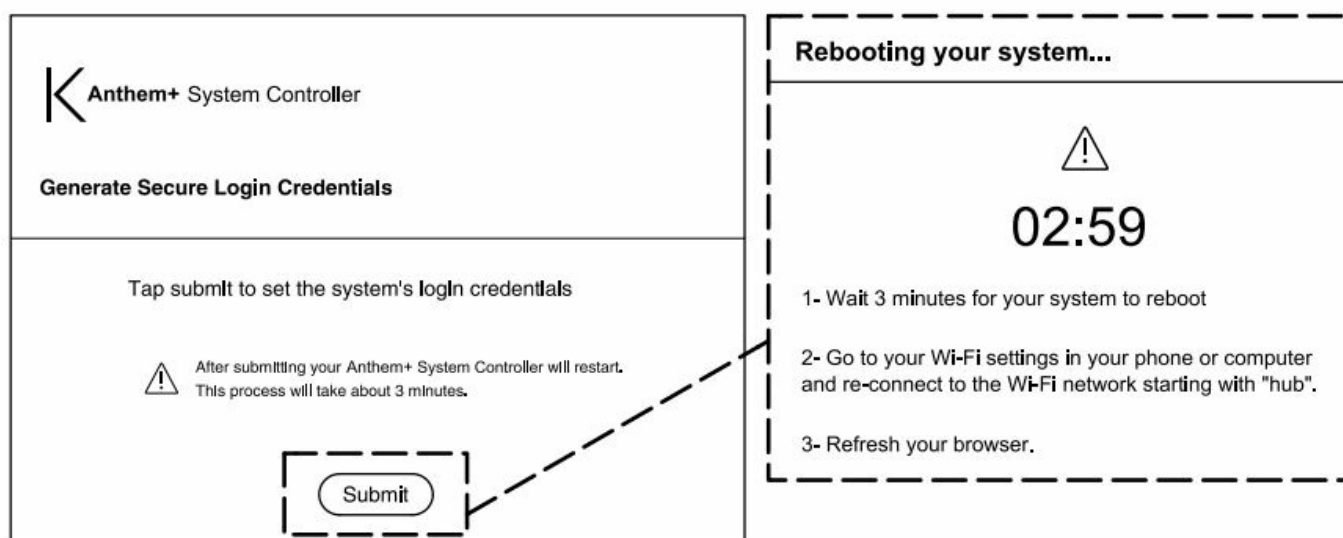 Anthem+ System Controller
Generate Secure Login Credentials
Tap submit to set the system's login credentials
After submitting your Anthem+ System Controller will restart.
This process will take about 3 minutes.
Submit
Rebooting your system...
02:59
1- Wait 3 minutes for your system to reboot
2- Go to your Wi-Fi settings in your phone or computer
and re-connect to the Wi-Fi network starting with "hub".
3- Refresh your browser.